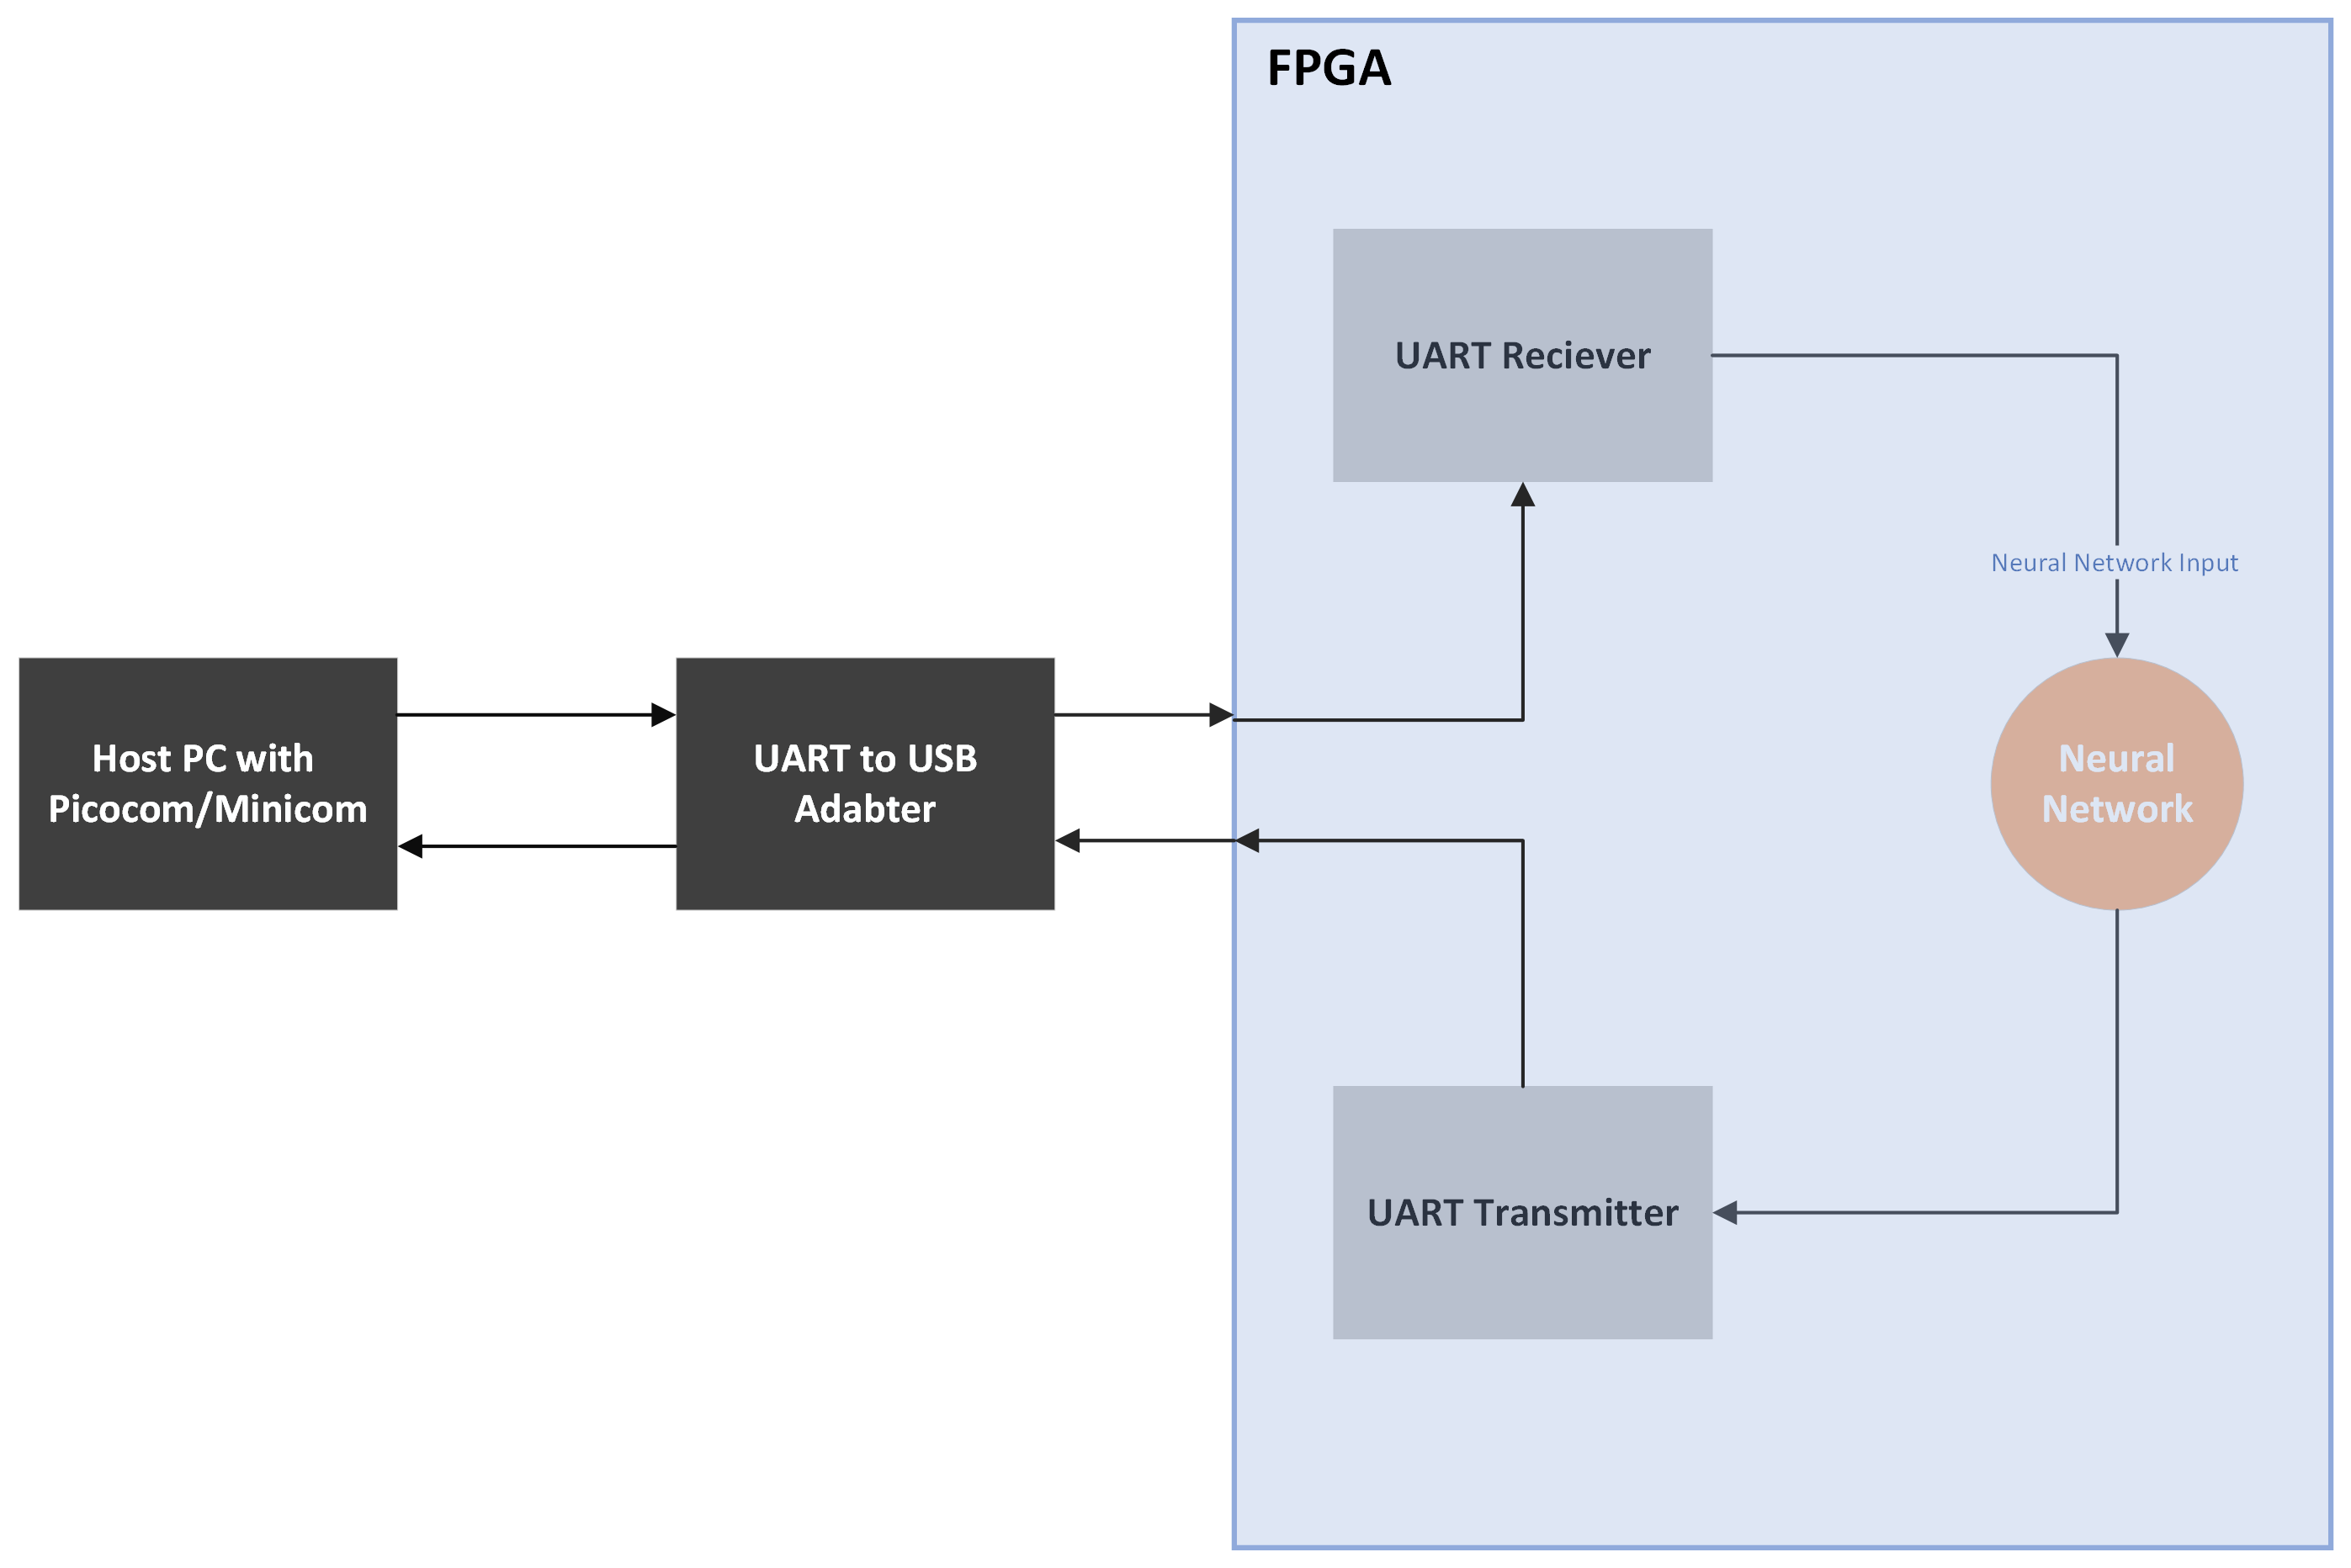 FPGA
UART Reciever
Neural Network Input
Host PC with
Picocom/Minicom
UART to USB
Adabter
Neural
Network
UART Transmitter